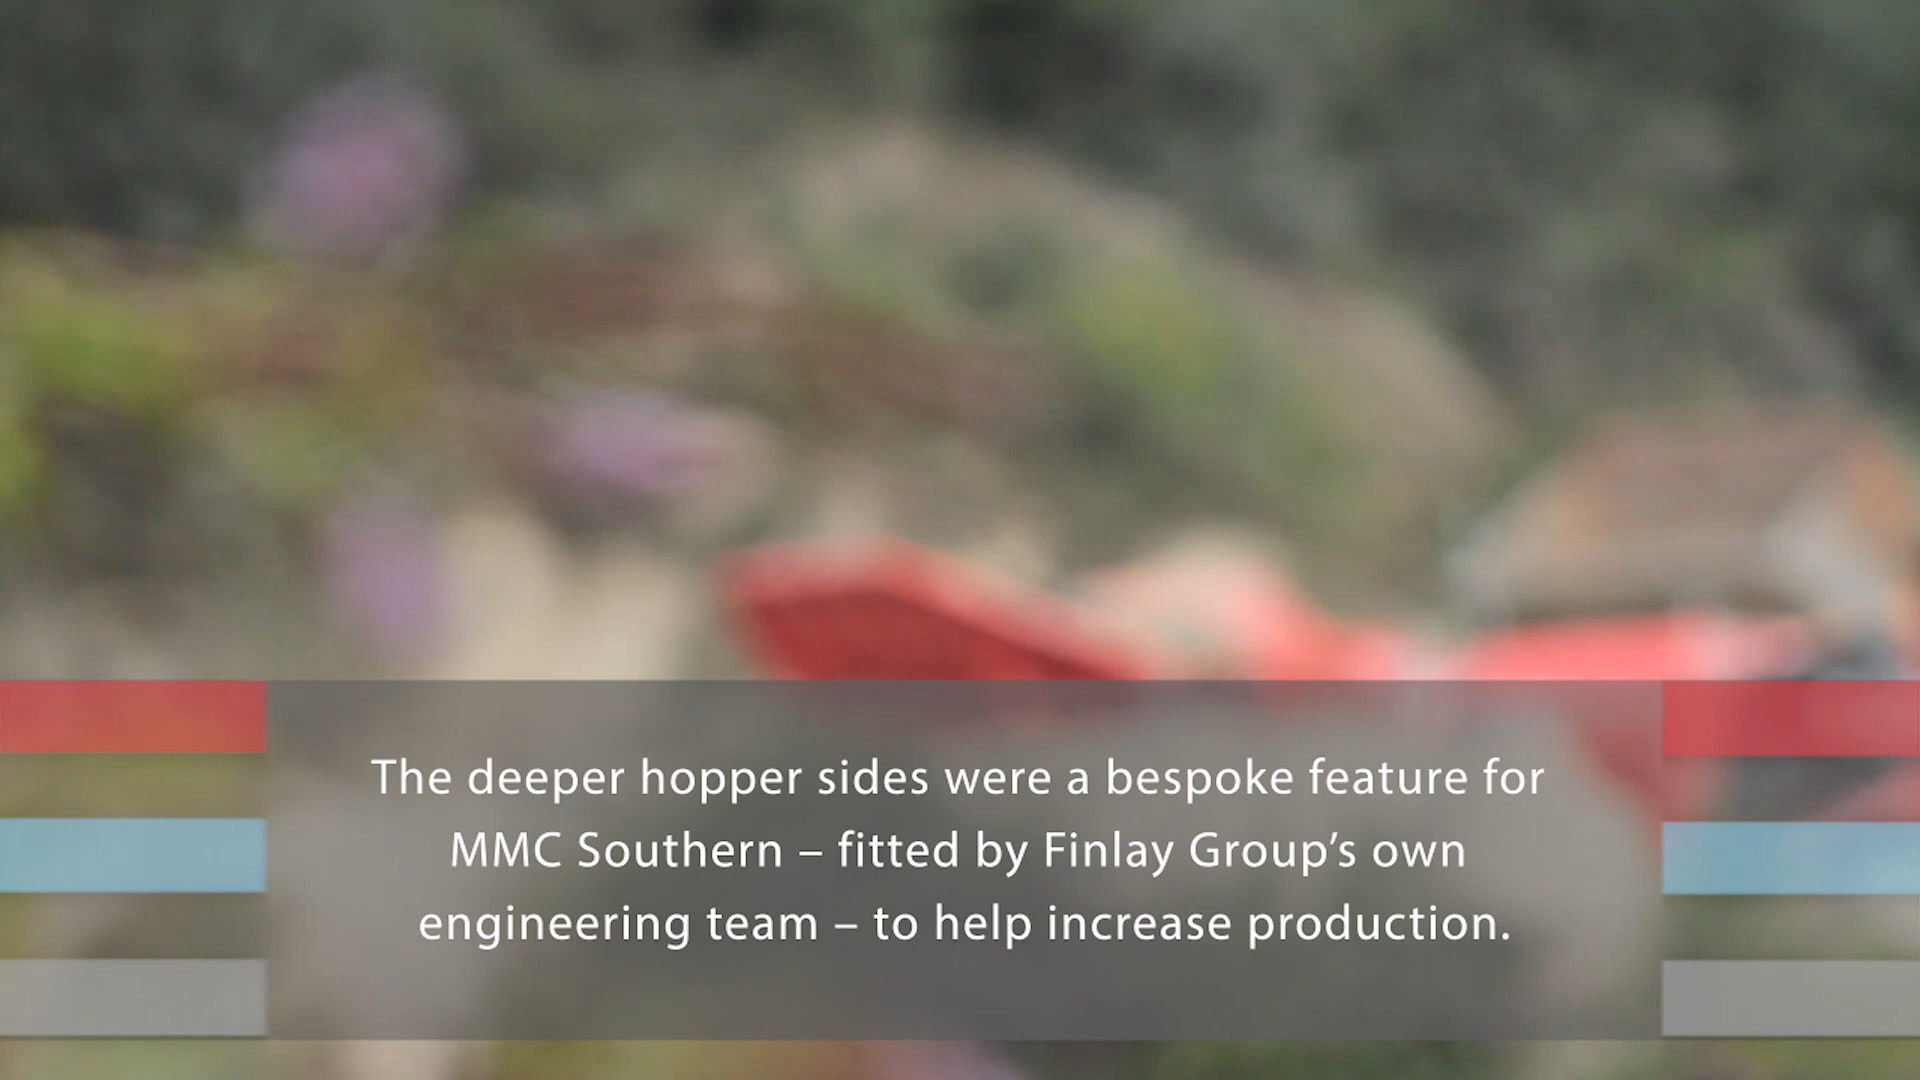 The deeper hopper sides were a bespoke feature for
MMC Southern – fitted by Finlay Group’s own
engineering team – to help increase production.